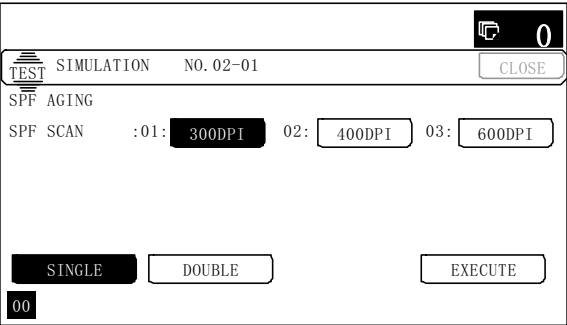 0
TEST SIMULATION NO.02-01 CLOSE
SPF AGING
SPF SCAN :01: 300DPI 02: 400DPI 03: 600DPI
SINGLE DOUBLE EXECUTE
00